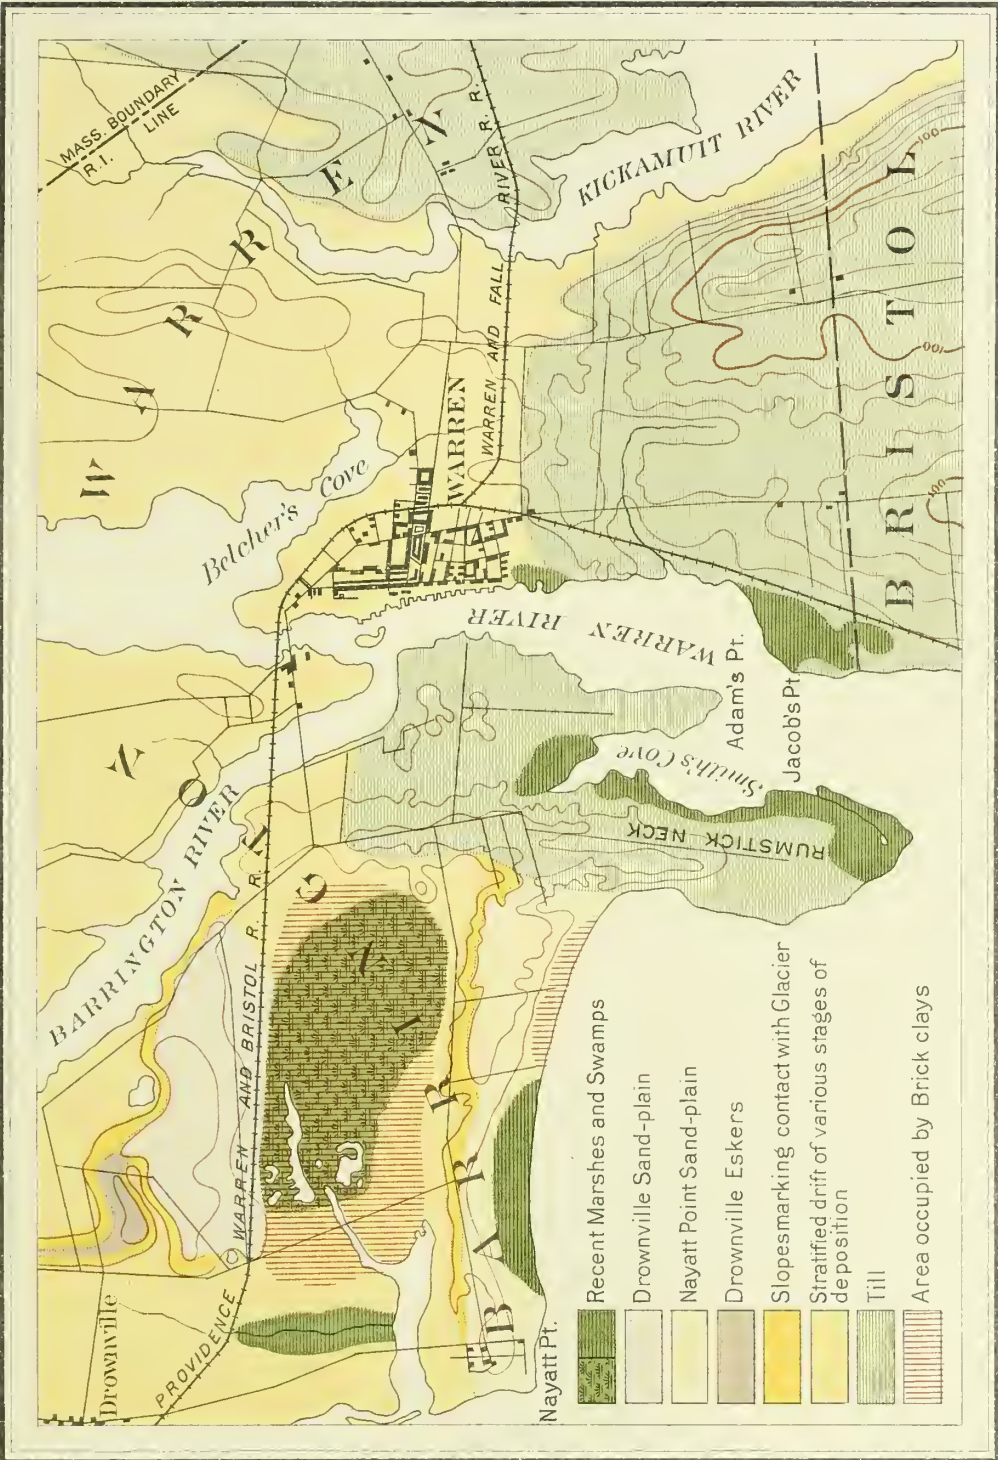 MASS. BOUNDARY
LINE
R.I.
WARREN
BARRINGTON RIVER
Belcher's Cove
WARREN
WARREN AND FALL RIVER R. R.
KICKAMUIT RIVER
BARRINGTON
WARREN RIVER
BRISTOL
100
100
100
Adam's Pt.
Jacob's Pt.
Smith's Cove
RUMSTICK NECK
PROVIDENCE WARREN AND BRISTOL R. R.
Drownville
Nayatt Pt.
Recent Marshes and Swamps
Drownville Sand-plain
Nayatt Point Sand-plain
Drownville Eskers
Slopes marking contact with Glacier
Stratified drift of various stages of
deposition
Till
Area occupied by Brick clays